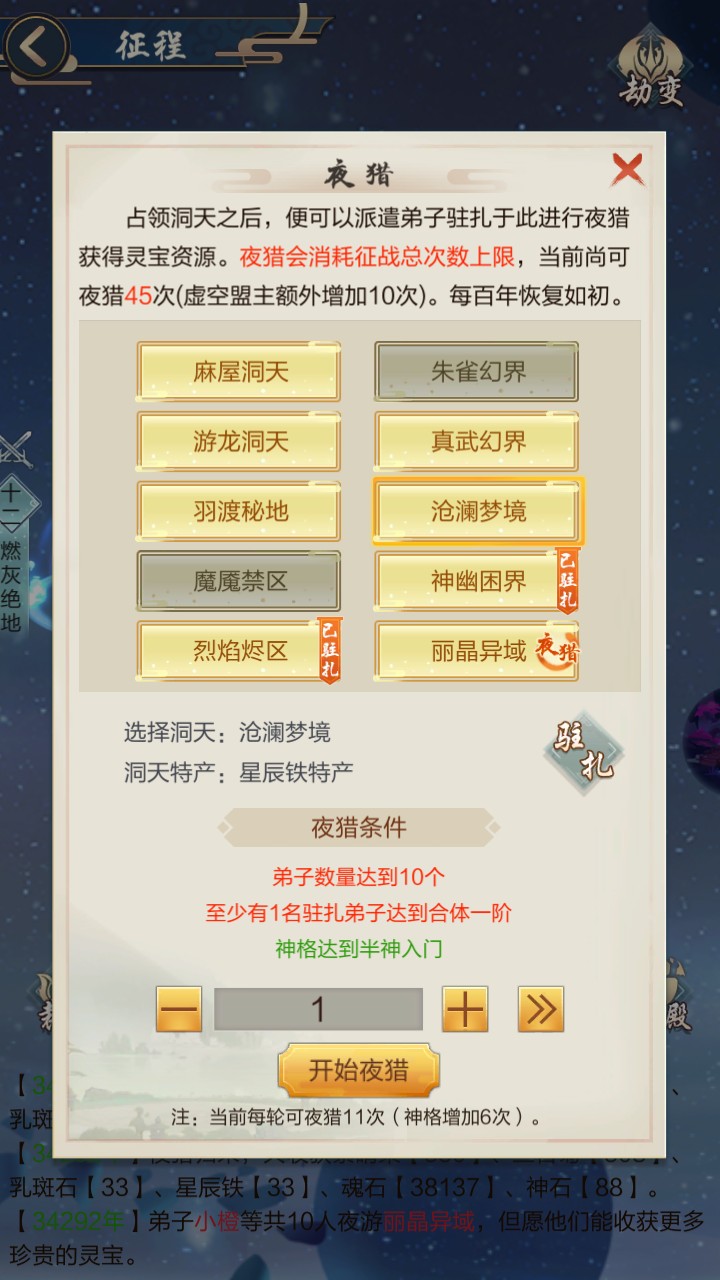 征程
劫变
夜猎
占领洞天之后，便可以派遣弟子驻扎于此进行夜猎
获得灵宝资源。夜猎会消耗征战总次数上限，当前尚可
夜猎45次(虚空盟主额外增加10次)。每百年恢复如初。
麻屋洞天
朱雀幻界
游龙洞天
真武幻界
羽渡秘地
沧澜梦境
魔魇禁区
神幽困界
已驻扎
烈焰烬区
已驻扎
丽晶异域
夜猎
十二
燃灰绝地
选择洞天：沧澜梦境
洞天特产：星辰铁特产
驻扎
夜猎条件
弟子数量达到10个
至少有1名驻扎弟子达到合体一阶
神格达到半神入门
1
开始夜猎
注：当前每轮可夜猎11次（神格增加6次）。
殿
【34
乳斑
【34
乳斑石【33】、星辰铁【33】、魂石【38137】、神石【88】。
【34292年】弟子小橙等共10人夜游丽晶异域，但愿他们能收获更多
珍贵的灵宝。